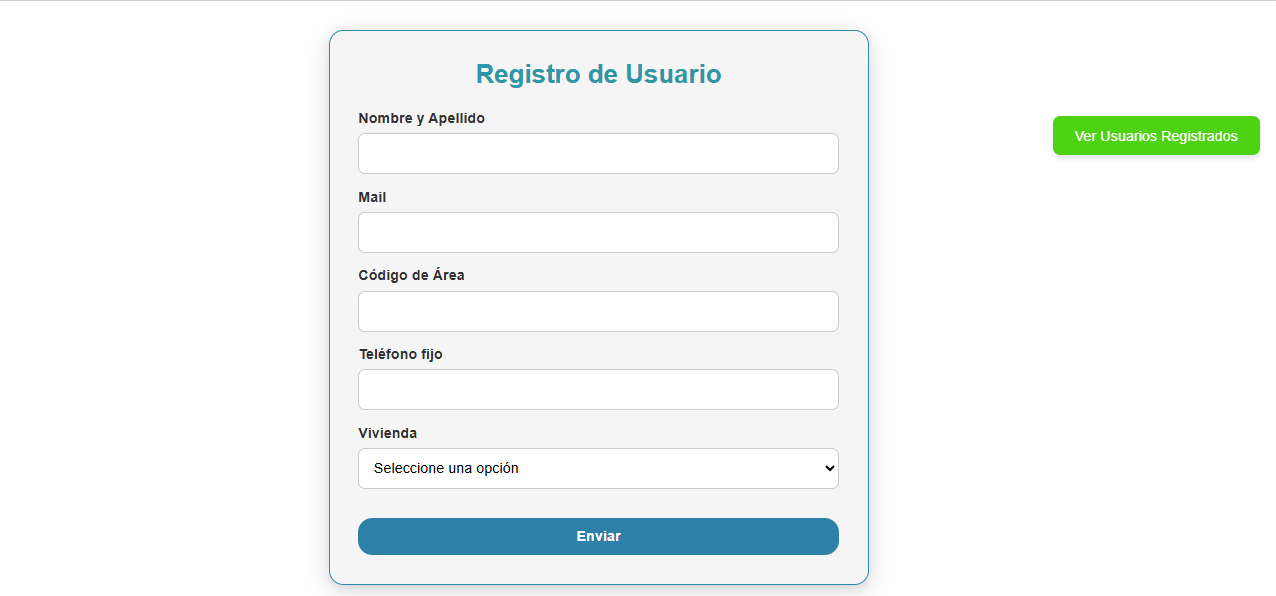 Registro de Usuario
Nombre y Apellido
Ver Usuarios Registrados
Mail
Código de Área
Teléfono fijo
Vivienda
Seleccione una opción
Enviar